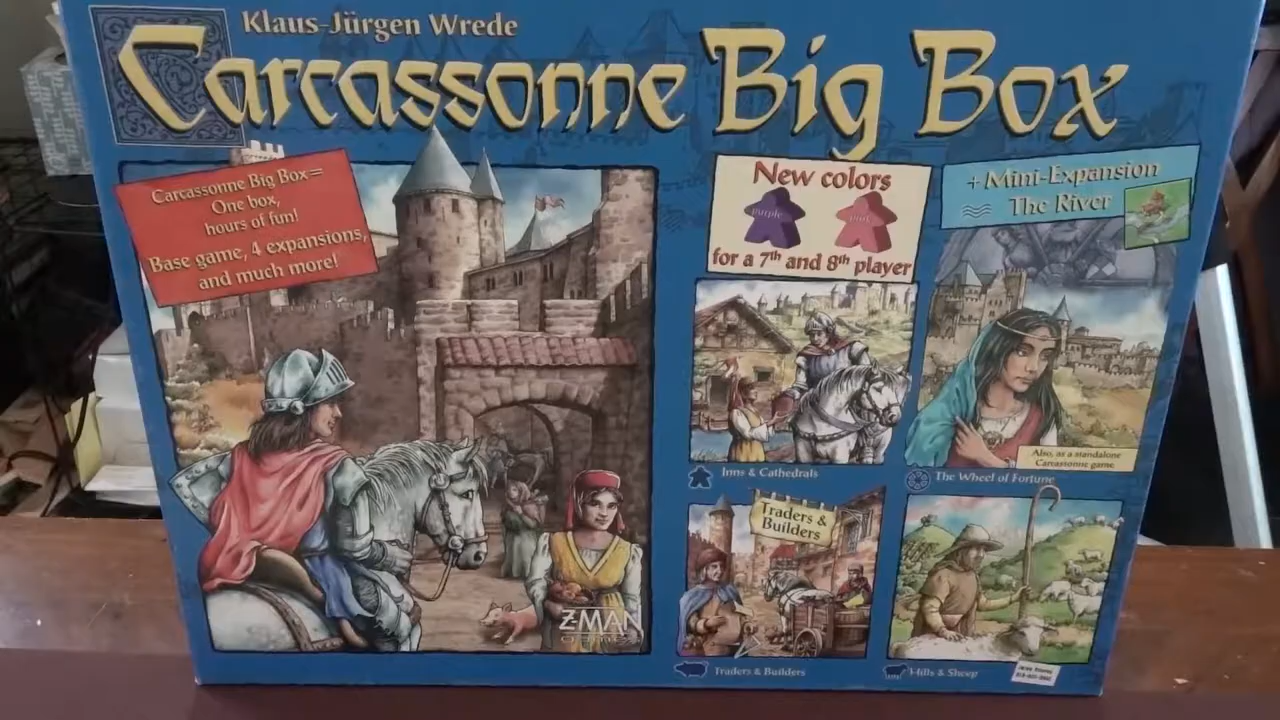 Klaus-Jürgen Wrede
Carcassonne Big Box
Carcassonne Big Box=
One box,
hours of fun!
Base game, 4 expansions,
and much more!
New colors
purple
pink
for a 7th and 8th player
+Mini-Expansion
The River
Also, as a standalone
Carcassonne game.
Inns & Cathedrals
The Wheel of Fortune
Traders &
Builders
Z-MAN
games
Traders & Builders
Hills & Sheep